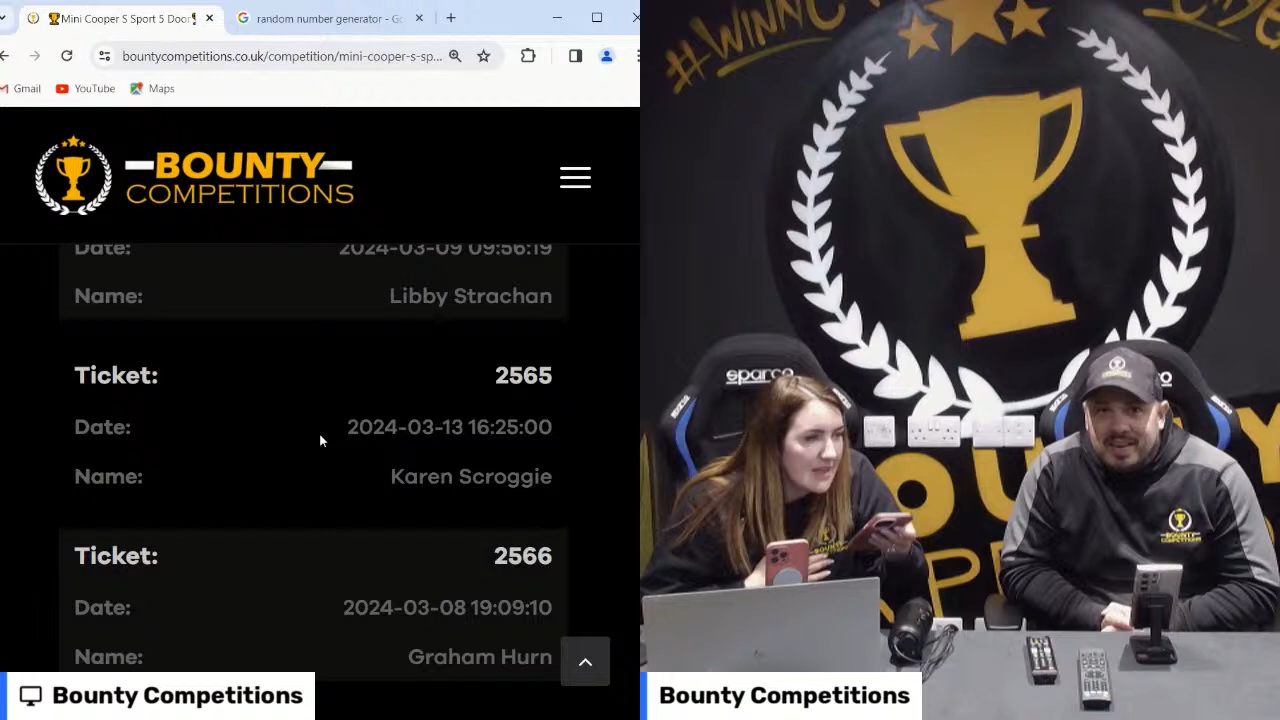 Mini Cooper S Sport 5 Door
random number generator - Go
bountycompetitions.co.uk/competition/mini-cooper-s-sp...
Gmail
YouTube
Maps
BOUNTY
COMPETITIONS
Date:
2024-03-09 09:56:19
Name:
Libby Strachan
Ticket:
2565
Date:
2024-03-13 16:25:00
Name:
Karen Scroggie
Ticket:
2566
Date:
2024-03-08 19:09:10
Name:
Graham Hurn
Bounty Competitions
sparco
Bounty Competitions